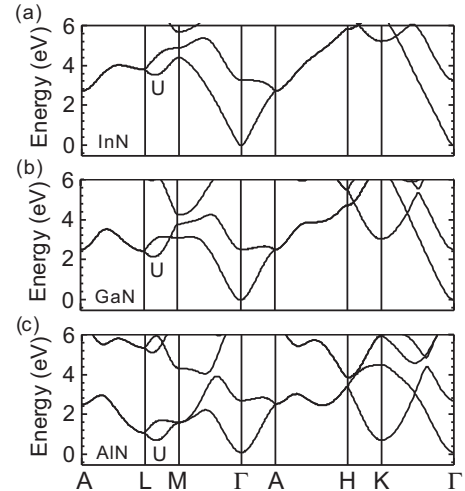 (a)
Energy (eV)
6
4
2
0
U
InN
(b)
Energy (eV)
6
4
2
0
U
GaN
(c)
Energy (eV)
6
4
2
0
U
AlN
A L M Γ A H K Γ